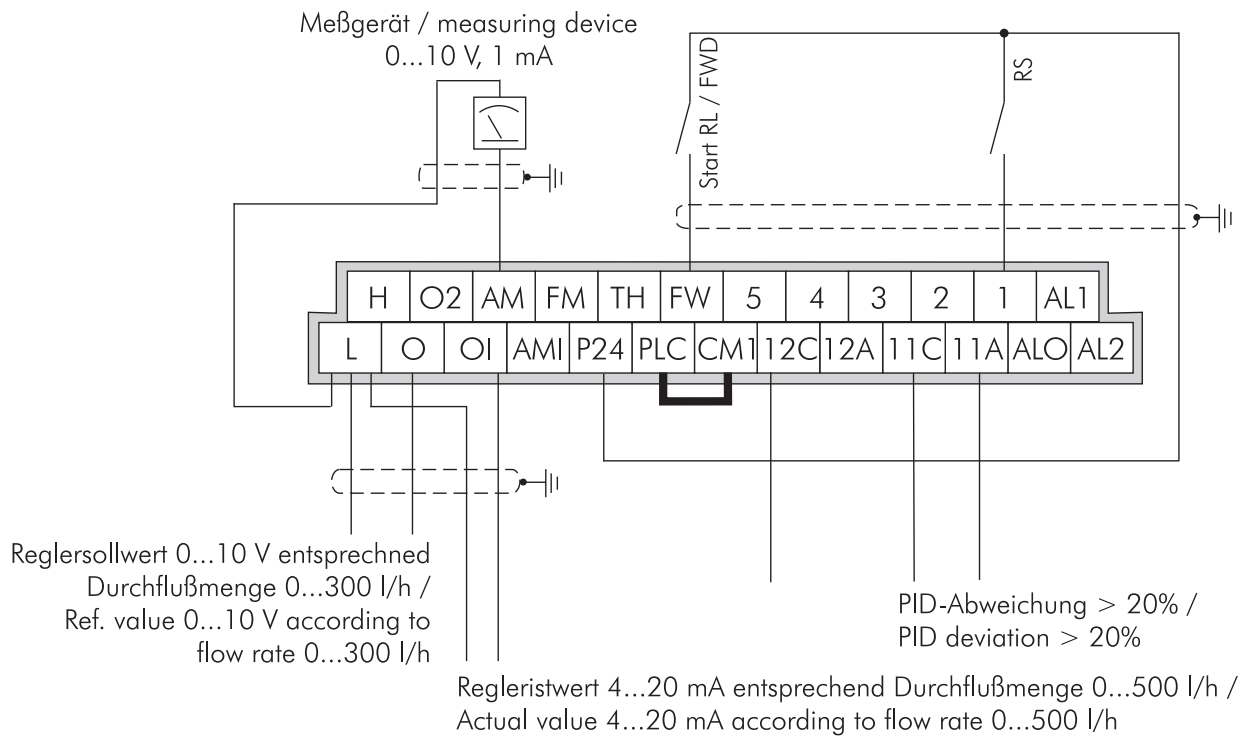 Meßgerät / measuring device
0...10 V, 1 mA
Start RL / FWD
RS
H O2 AM FM TH FW 5 4 3 2 1 AL1
L O OI AMI P24 PLC CM1 12C 12A 11C 11A ALO AL2
Reglersollwert 0...10 V entsprechned
Durchflußmenge 0...300 l/h /
Ref. value 0...10 V according to
flow rate 0...300 l/h
PID-Abweichung > 20% /
PID deviation > 20%
Regleristwert 4...20 mA entsprechend Durchflußmenge 0...500 l/h /
Actual value 4...20 mA according to flow rate 0...500 l/h